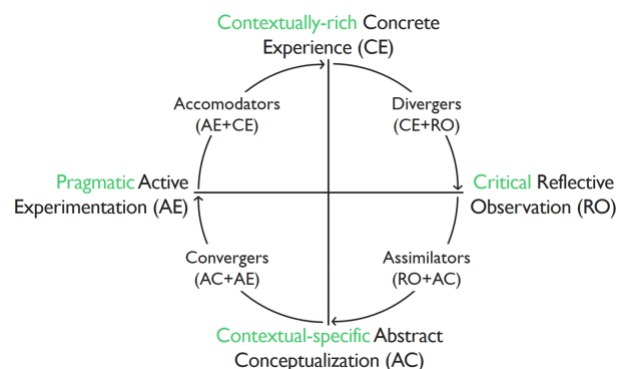 Contextually-rich Concrete
Experience (CE)
Accomodators
(AE+CE)
Divergers
(CE+RO)
Pragmatic Active
Experimentation (AE)
Critical Reflective
Observation (RO)
Convergers
(AC+AE)
Assimilators
(RO+AC)
Contextual-specific Abstract
Conceptualization (AC)